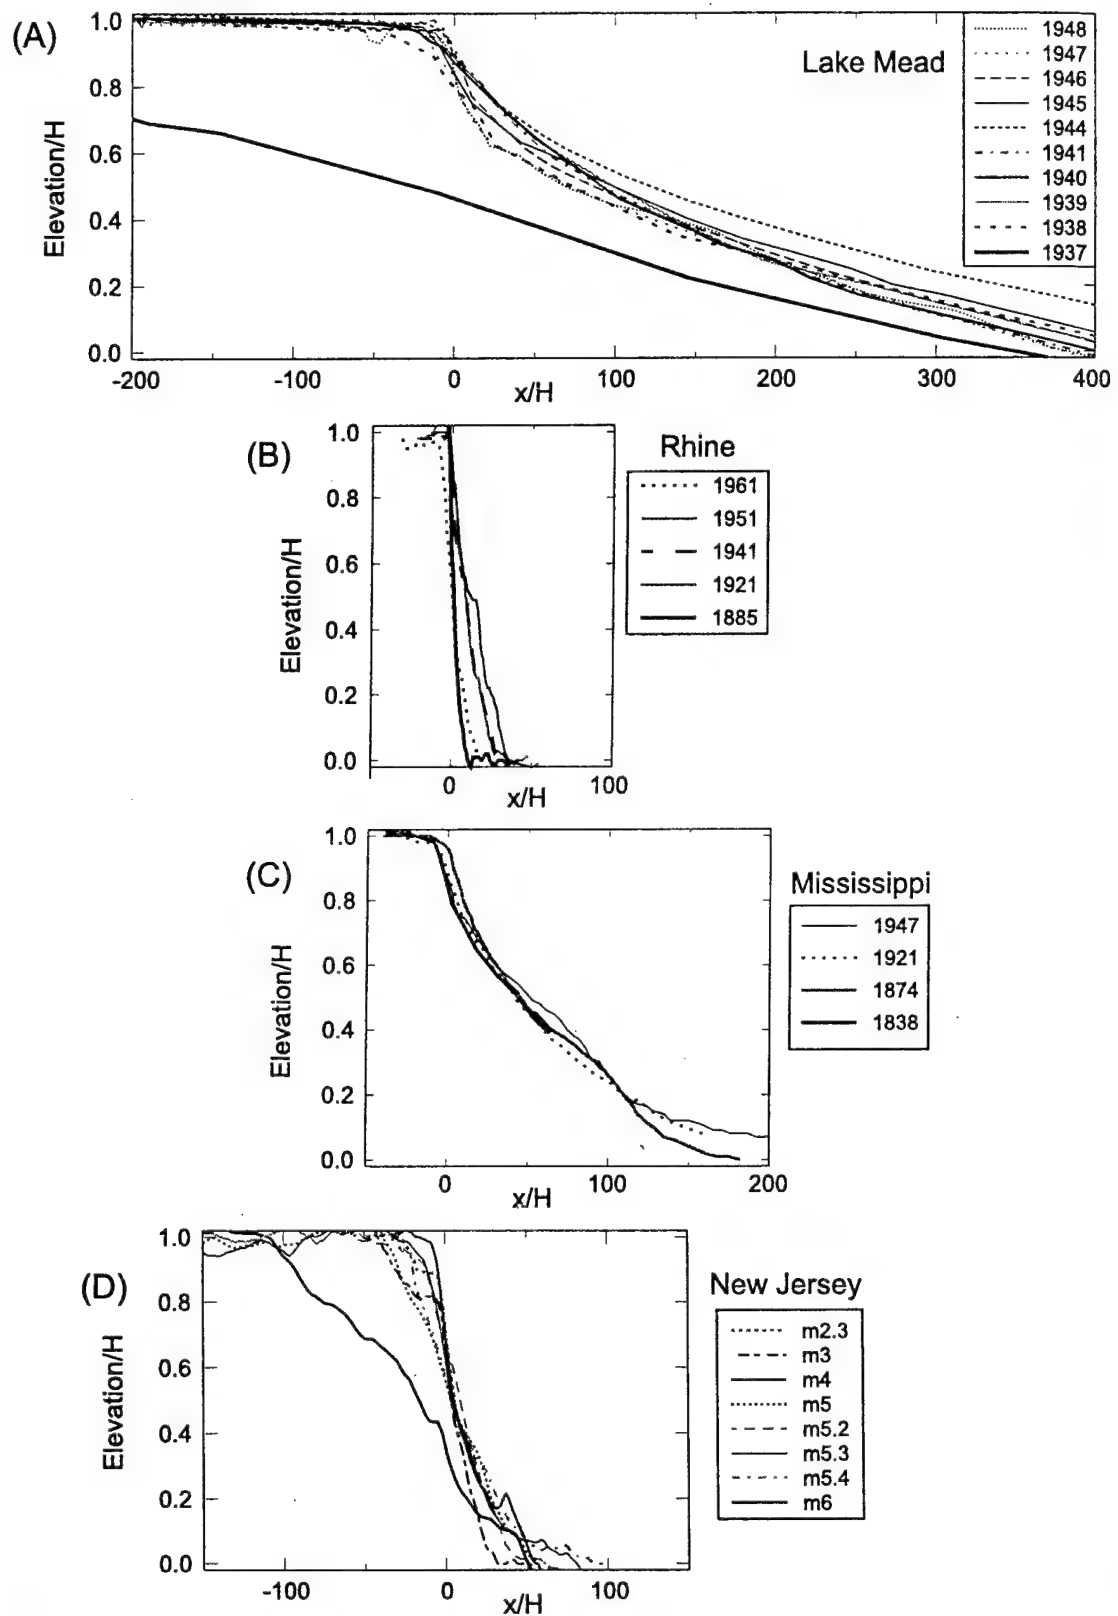 (A)
Lake Mead
1948
1947
1946
1945
1944
1941
1940
1939
1938
1937
Elevation/H
1.0
0.8
0.6
0.4
0.2
0.0
-200 -100 0 100 200 300 400
x/H
(B)
Rhine
1961
1951
1941
1921
1885
Elevation/H
1.0
0.8
0.6
0.4
0.2
0.0
0 100
x/H
(C)
Mississippi
1947
1921
1874
1838
Elevation/H
1.0
0.8
0.6
0.4
0.2
0.0
0 100 200
x/H
(D)
New Jersey
m2.3
m3
m4
m5
m5.2
m5.3
m5.4
m6
Elevation/H
1.0
0.8
0.6
0.4
0.2
0.0
-100 0 100
x/H